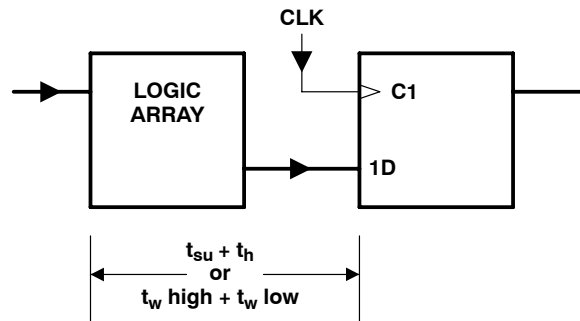 CLK
LOGIC
ARRAY
C1
1D
tsu + th
or
tw high + tw low